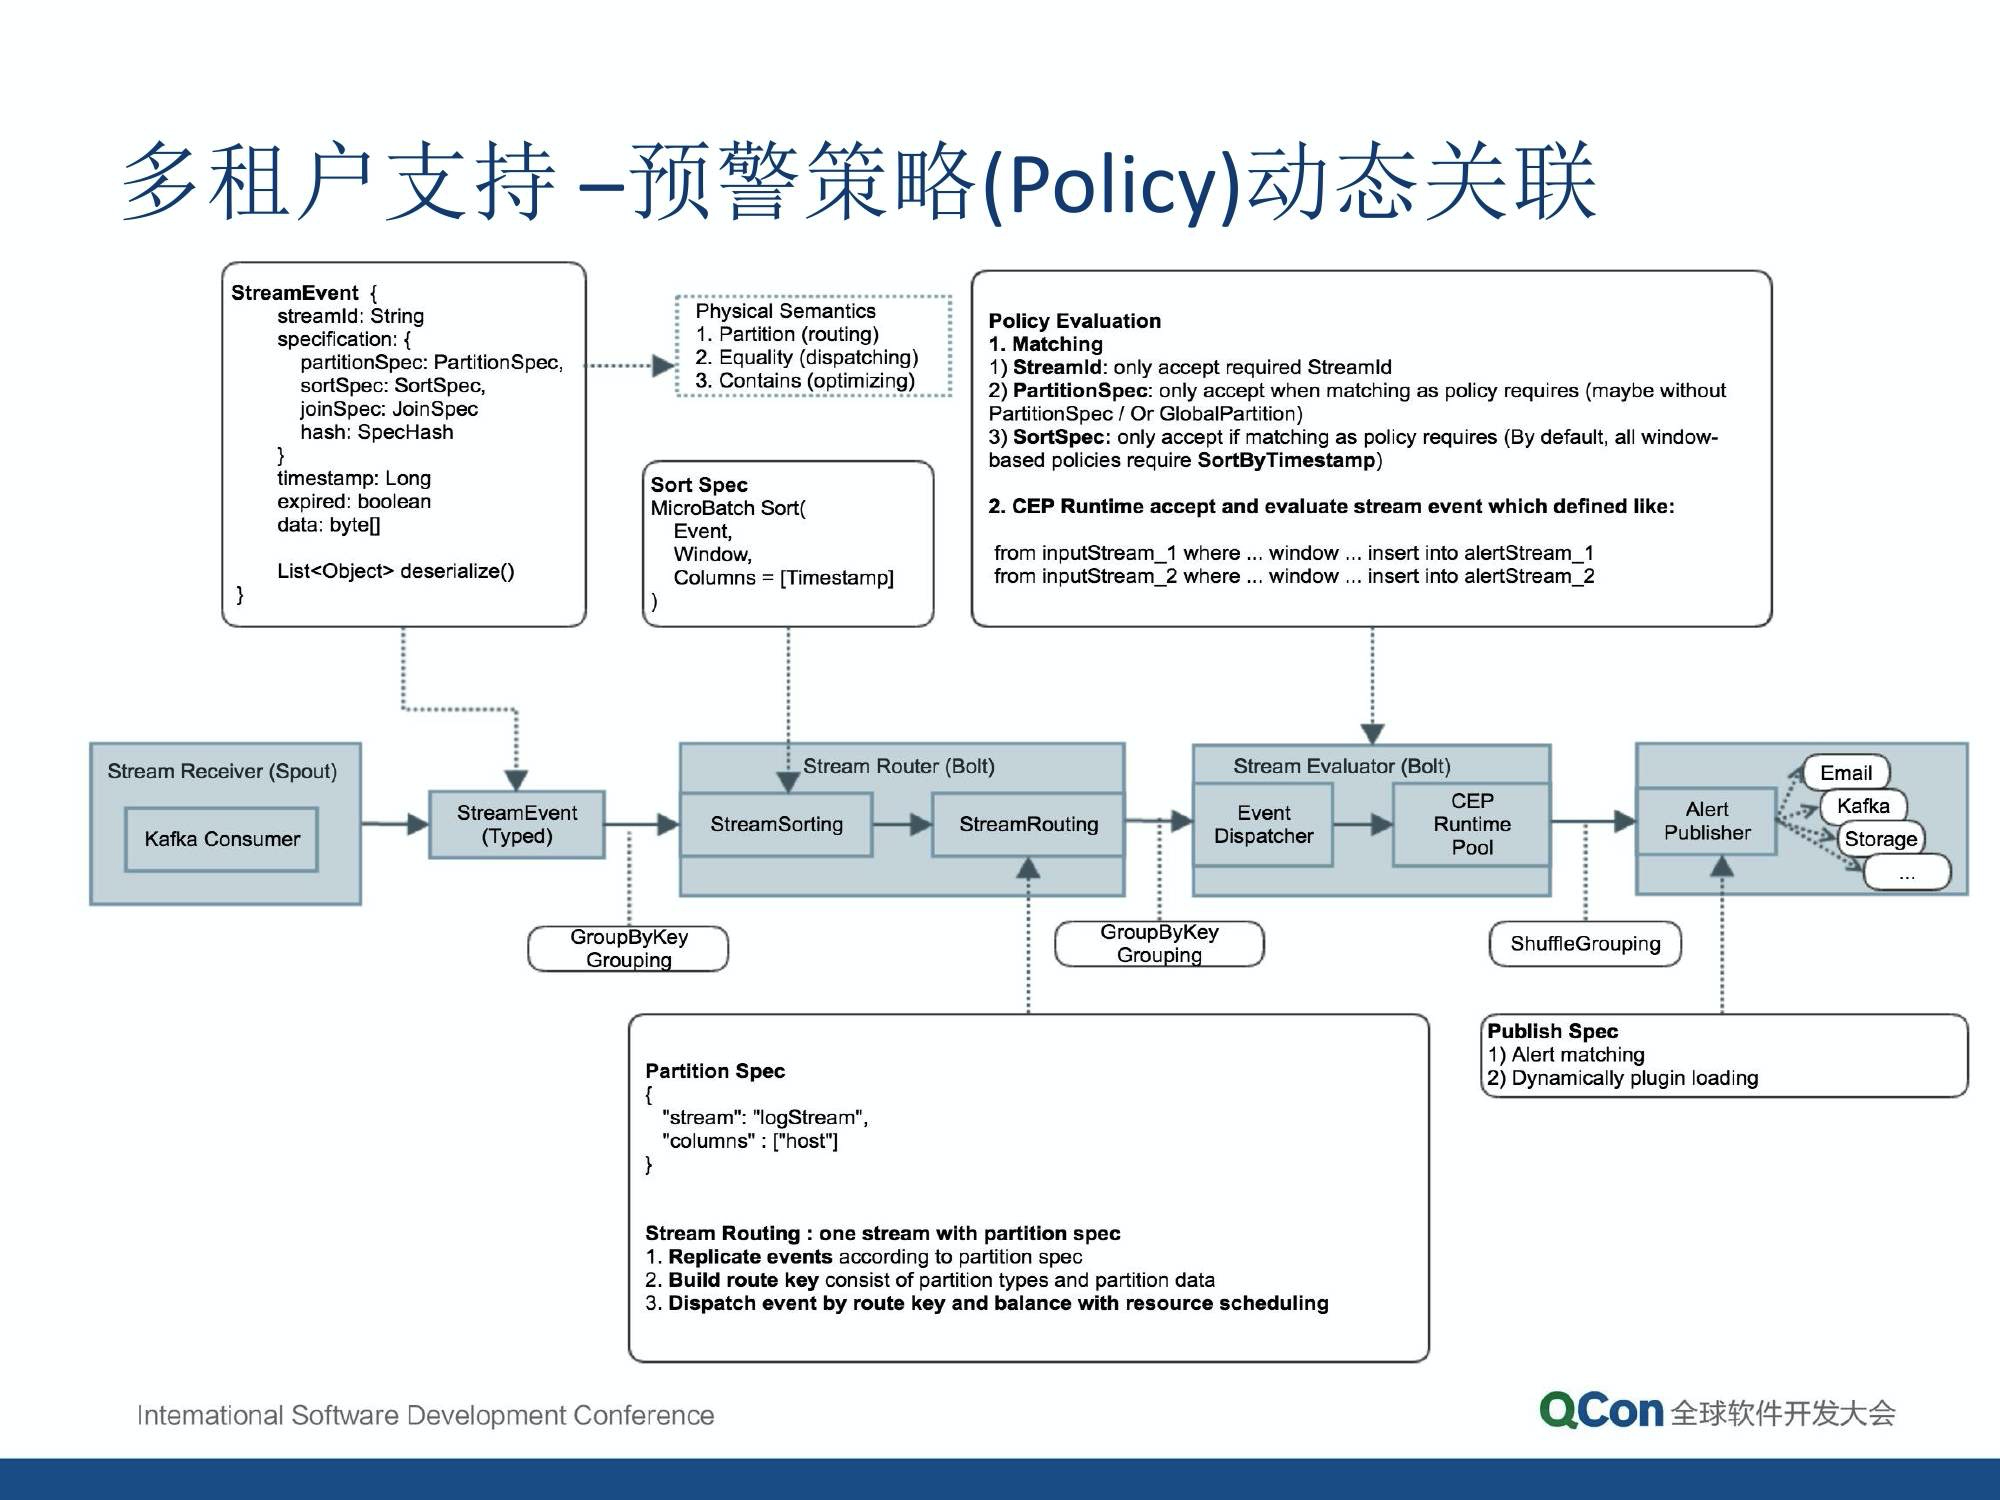 多租户支持 –预警策略(Policy)动态关联
StreamEvent {
streamId: String
specification: {
partitionSpec: PartitionSpec,
sortSpec: SortSpec,
joinSpec: JoinSpec
hash: SpecHash
}
timestamp: Long
expired: boolean
data: byte[]
List<Object> deserialize()
}
Physical Semantics
1. Partition (routing)
2. Equality (dispatching)
3. Contains (optimizing)
Sort Spec
MicroBatch Sort(
Event,
Window,
Columns = [Timestamp]
)
Policy Evaluation
1. Matching
1) StreamId: only accept required StreamId
2) PartitionSpec: only accept when matching as policy requires (maybe without
PartitionSpec / Or GlobalPartition)
3) SortSpec: only accept if matching as policy requires (By default, all window-
based policies require SortByTimestamp)
2. CEP Runtime accept and evaluate stream event which defined like:
from inputStream_1 where ... window ... insert into alertStream_1
from inputStream_2 where ... window ... insert into alertStream_2
Stream Receiver (Spout)
Kafka Consumer
StreamEvent
(Typed)
Stream Router (Bolt)
StreamSorting
StreamRouting
Stream Evaluator (Bolt)
Event
Dispatcher
CEP
Runtime
Pool
Alert
Publisher
Email
Kafka
Storage
...
GroupByKey
Grouping
GroupByKey
Grouping
ShuffleGrouping
Partition Spec
{
"stream": "logStream",
"columns" : ["host"]
}
Stream Routing : one stream with partition spec
1. Replicate events according to partition spec
2. Build route key consist of partition types and partition data
3. Dispatch event by route key and balance with resource scheduling
Publish Spec
1) Alert matching
2) Dynamically plugin loading
International Software Development Conference
QCon 全球软件开发大会